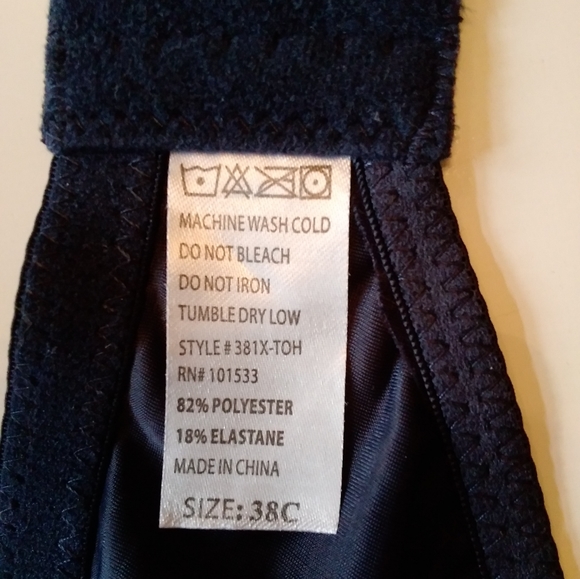 MACHINE WASH COLD
DO NOT BLEACH
DO NOT IRON
TUMBLE DRY LOW
STYLE # 381X-TOH
RN# 101533
82% POLYESTER
18% ELASTANE
MADE IN CHINA
SIZE: 38C